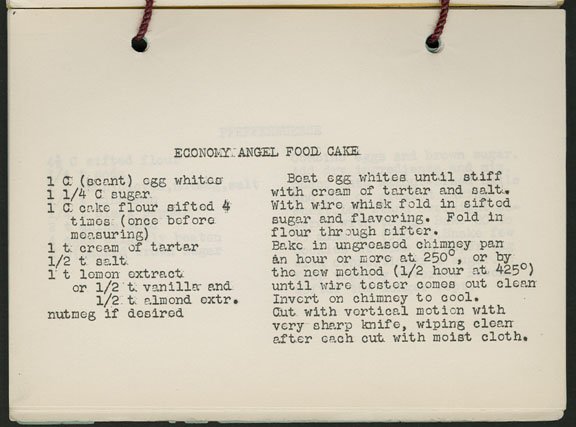 ECONOMY ANGEL FOOD CAKE
1 C (scant) egg whites
1 1/4 C sugar
1 C cake flour sifted 4
times (once before
measuring)
1 t cream of tartar
1/2 t salt
1 t lemon extract
or 1/2 t vanilla and
1/2 t almond extr.
nutmeg if desired
Beat egg whites until stiff
with cream of tartar and salt.
With wire whisk fold in sifted
sugar and flavoring. Fold in
flour through sifter.
Bake in ungreased chimney pan
an hour or more at 250°, or by
the new method (1/2 hour at 425°)
until wire tester comes out clean
Invert on chimney to cool.
Cut with vertical motion with
very sharp knife, wiping clean
after each cut with moist cloth.